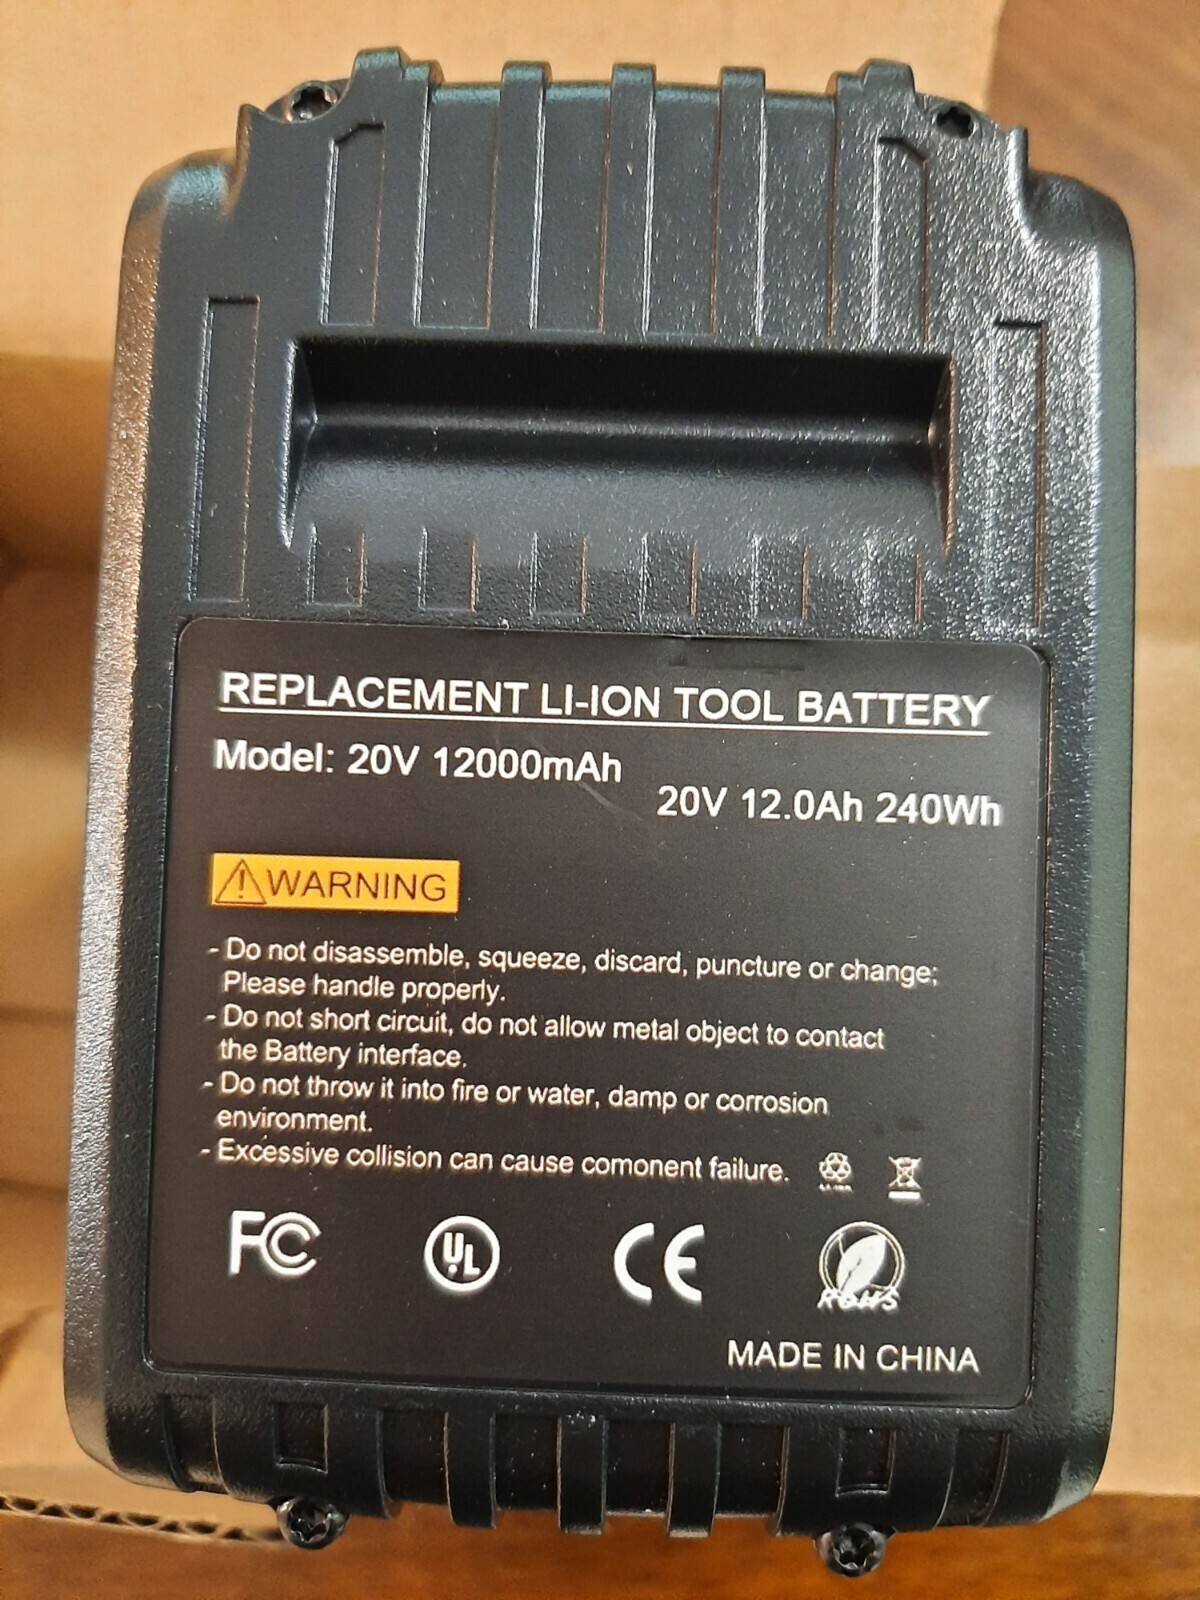 REPLACEMENT LI-ION TOOL BATTERY
Model: 20V 12000mAh
20V 12.0Ah 240Wh
WARNING
- Do not disassemble, squeeze, discard, puncture or change;
Please handle properly.
- Do not short circuit, do not allow metal object to contact
the Battery interface.
- Do not throw it into fire or water, damp or corrosion
environment.
- Excessive collision can cause comonent failure.
LI-ION
FC
UL
CE
ROHS
MADE IN CHINA